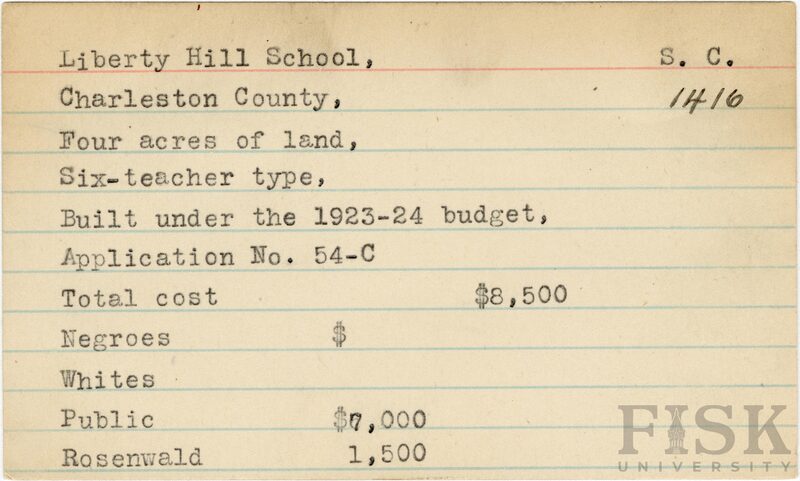 Liberty Hill School, S. C.
Charleston County, 1416
Four acres of land,
Six-teacher type,
Built under the 1923-24 budget,
Application No. 54-C
Total cost $8,500
Negroes $
Whites
Public $7,000
Rosenwald 1,500
FISK
UNIVERSITY